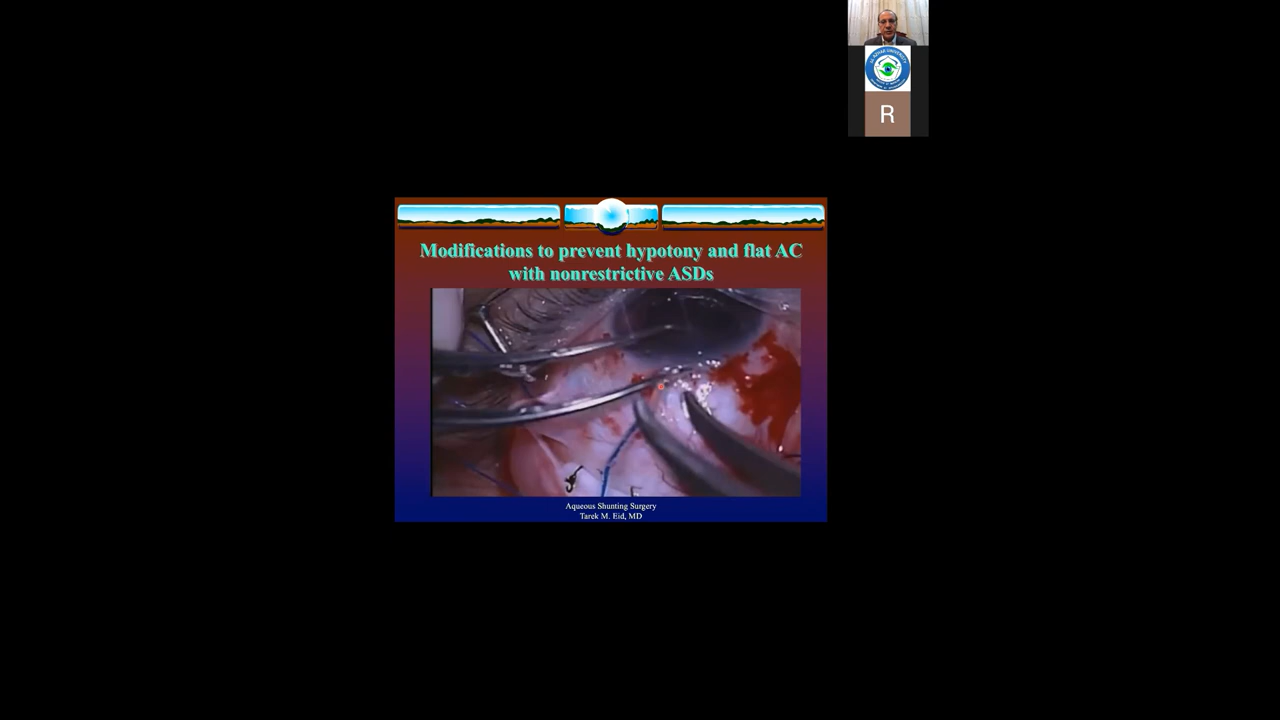 R
Modifications to prevent hypotony and flat AC
with nonrestrictive ASDs
Aqueous Shunting Surgery
Tarek M. Eid, MD